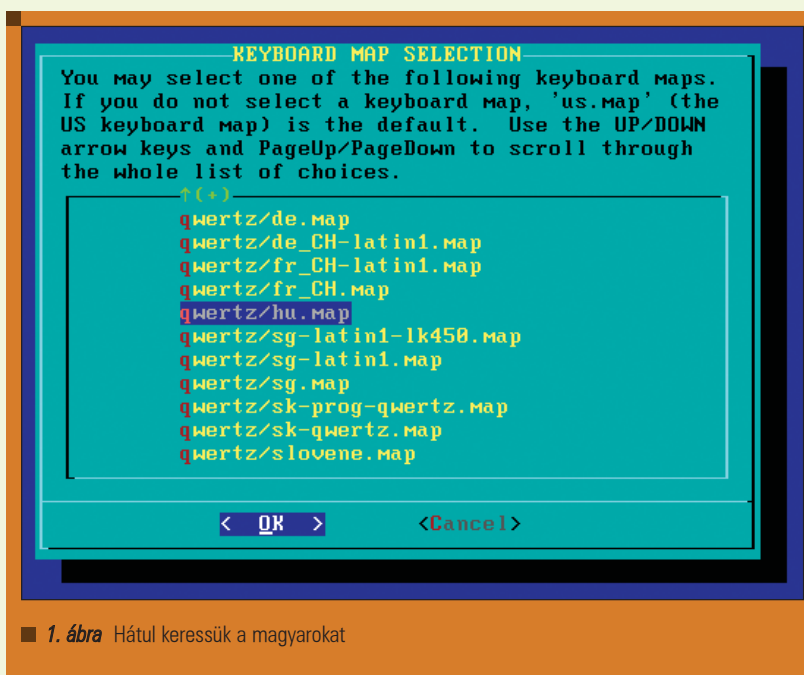 KEYBOARD MAP SELECTION
You may select one of the following keyboard maps.
If you do not select a keyboard map, 'us.map' (the
US keyboard map) is the default.  Use the UP/DOWN
arrow keys and PageUp/PageDown to scroll through
the whole list of choices.
↑(+)
qwertz/de.map
qwertz/de_CH-latin1.map
qwertz/fr_CH-latin1.map
qwertz/fr_CH.map
qwertz/hu.map
qwertz/sg-latin1-lk450.map
qwertz/sg-latin1.map
qwertz/sg.map
qwertz/sk-prog-qwertz.map
qwertz/sk-qwertz.map
qwertz/slovene.map
< OK > <Cancel>
1. ábra Hátul keressük a magyarokat